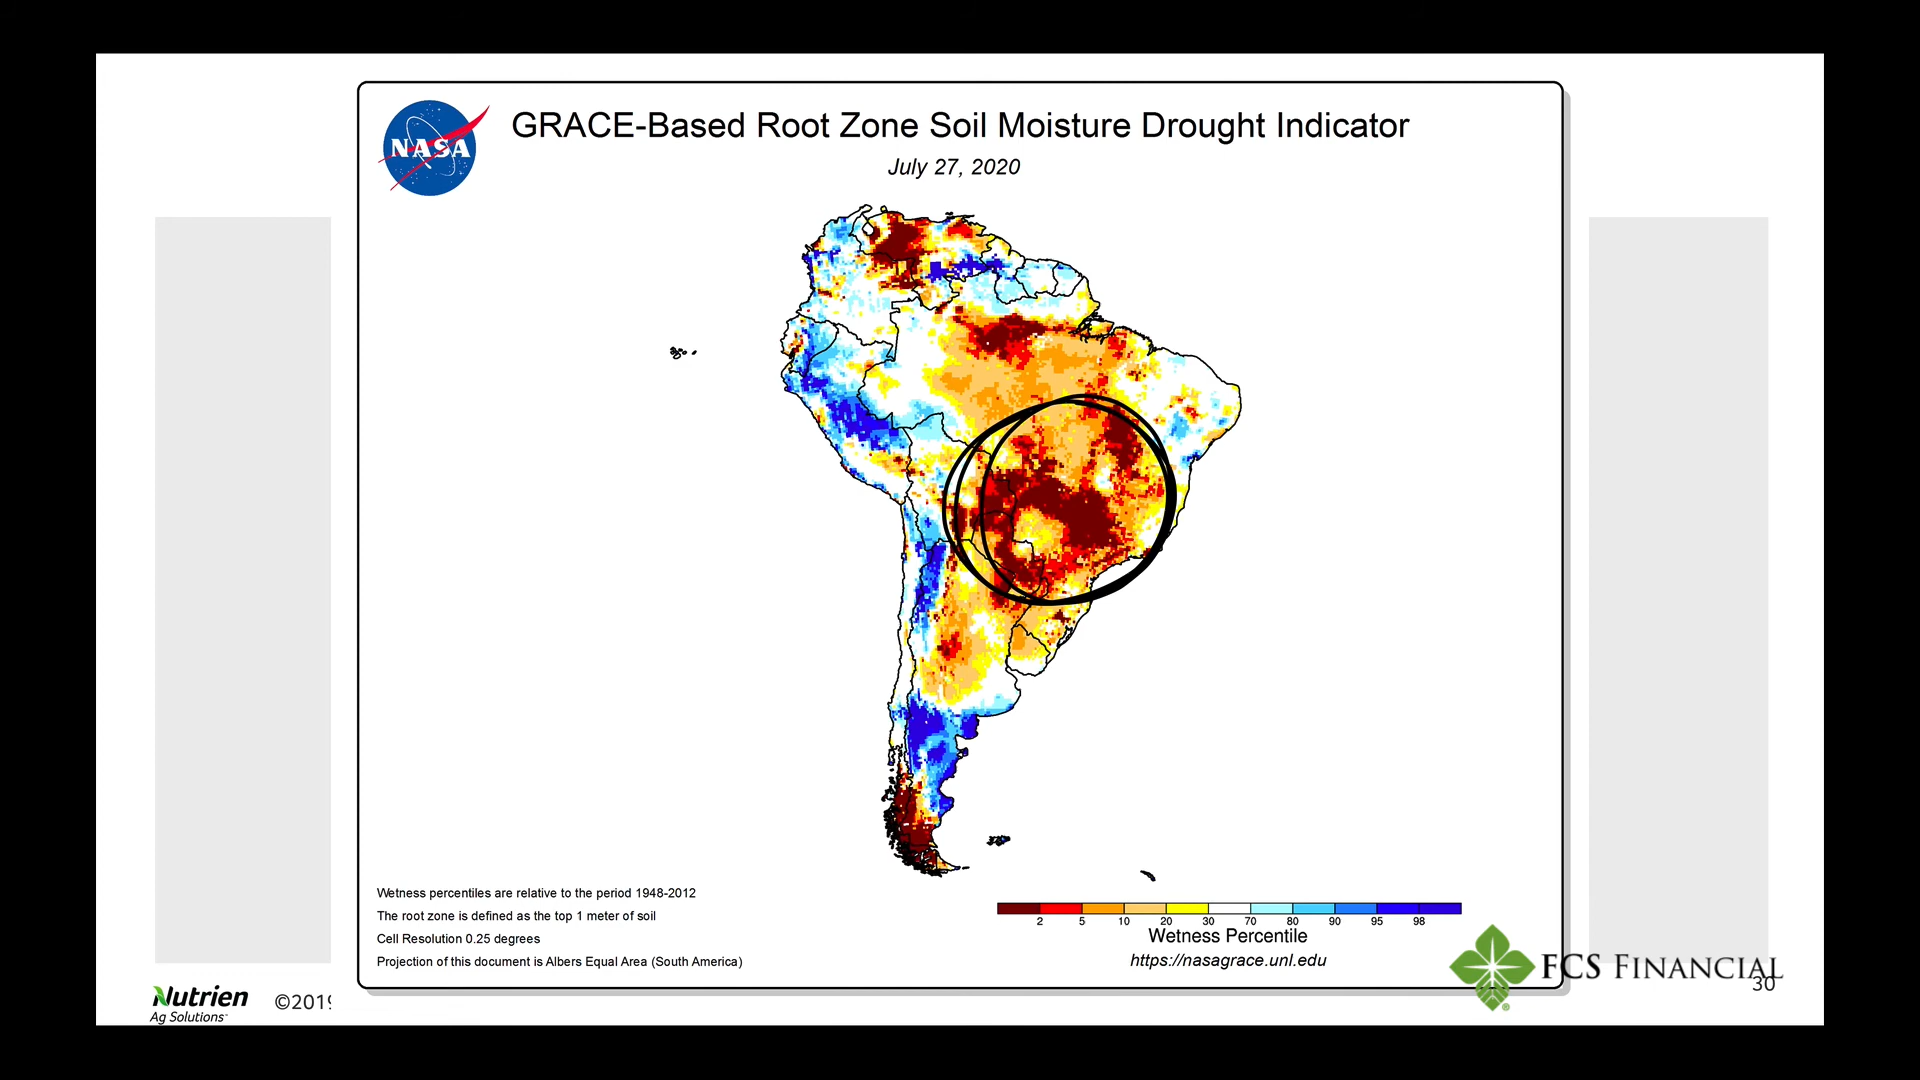 NASA
GRACE-Based Root Zone Soil Moisture Drought Indicator
July 27, 2020
Wetness percentiles are relative to the period 1948-2012
The root zone is defined as the top 1 meter of soil
Cell Resolution 0.25 degrees
Projection of this document is Albers Equal Area (South America)
2 5 10 20 30 70 80 90 95 98
Wetness Percentile
https://nasagrace.unl.edu
Nutrien
Ag Solutions™
©2019
FCS FINANCIAL
®
30